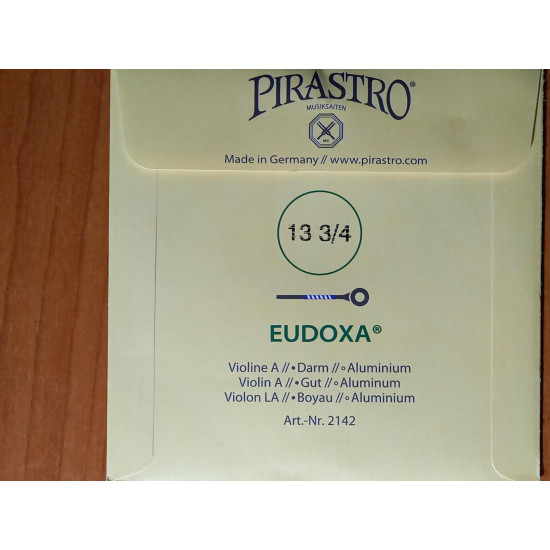 PIRASTRO®
MUSIKSAITEN
Made in Germany // www.pirastro.com
13 3/4
EUDOXA®
Violine A // • Darm // ∘ Aluminium
Violin A // • Gut // ∘ Aluminum
Violon LA // • Boyau // ∘ Aluminium
Art.-Nr. 2142